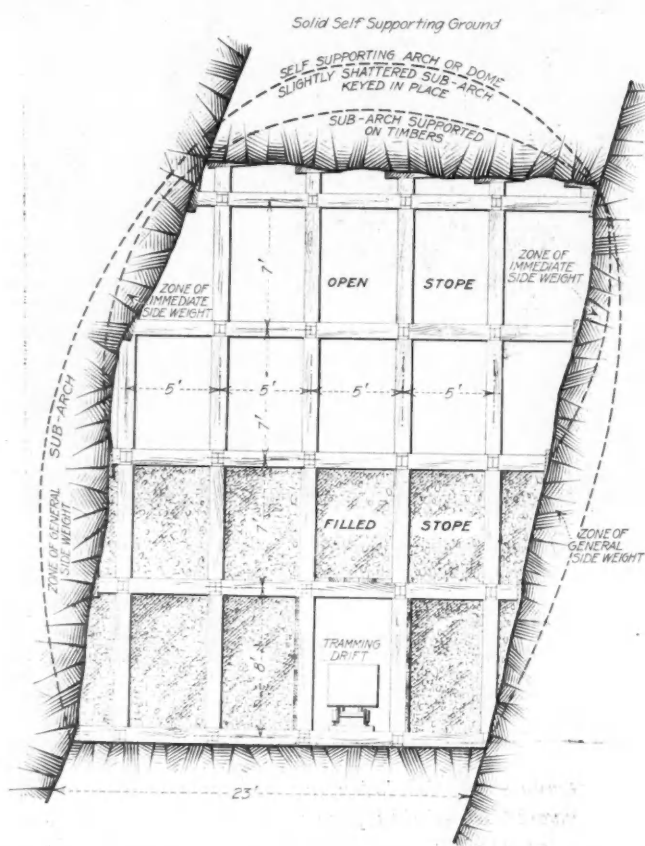 Solid Self Supporting Ground
SELF SUPPORTING ARCH OR DOME
SLIGHTLY SHATTERED SUB-ARCH
KEYED IN PLACE
SUB-ARCH SUPPORTED
ON TIMBERS
ZONE OF
IMMEDIATE
SIDE WEIGHT
7'
OPEN STOPE
ZONE OF
IMMEDIATE
SIDE WEIGHT
5' 5' 5' 5'
7'
SUB-ARCH
ZONE OF GENERAL
SIDE WEIGHT
7'
FILLED STOPE
ZONE OF
GENERAL
SIDE WEIGHT
8'
TRAMMING
DRIFT
23'